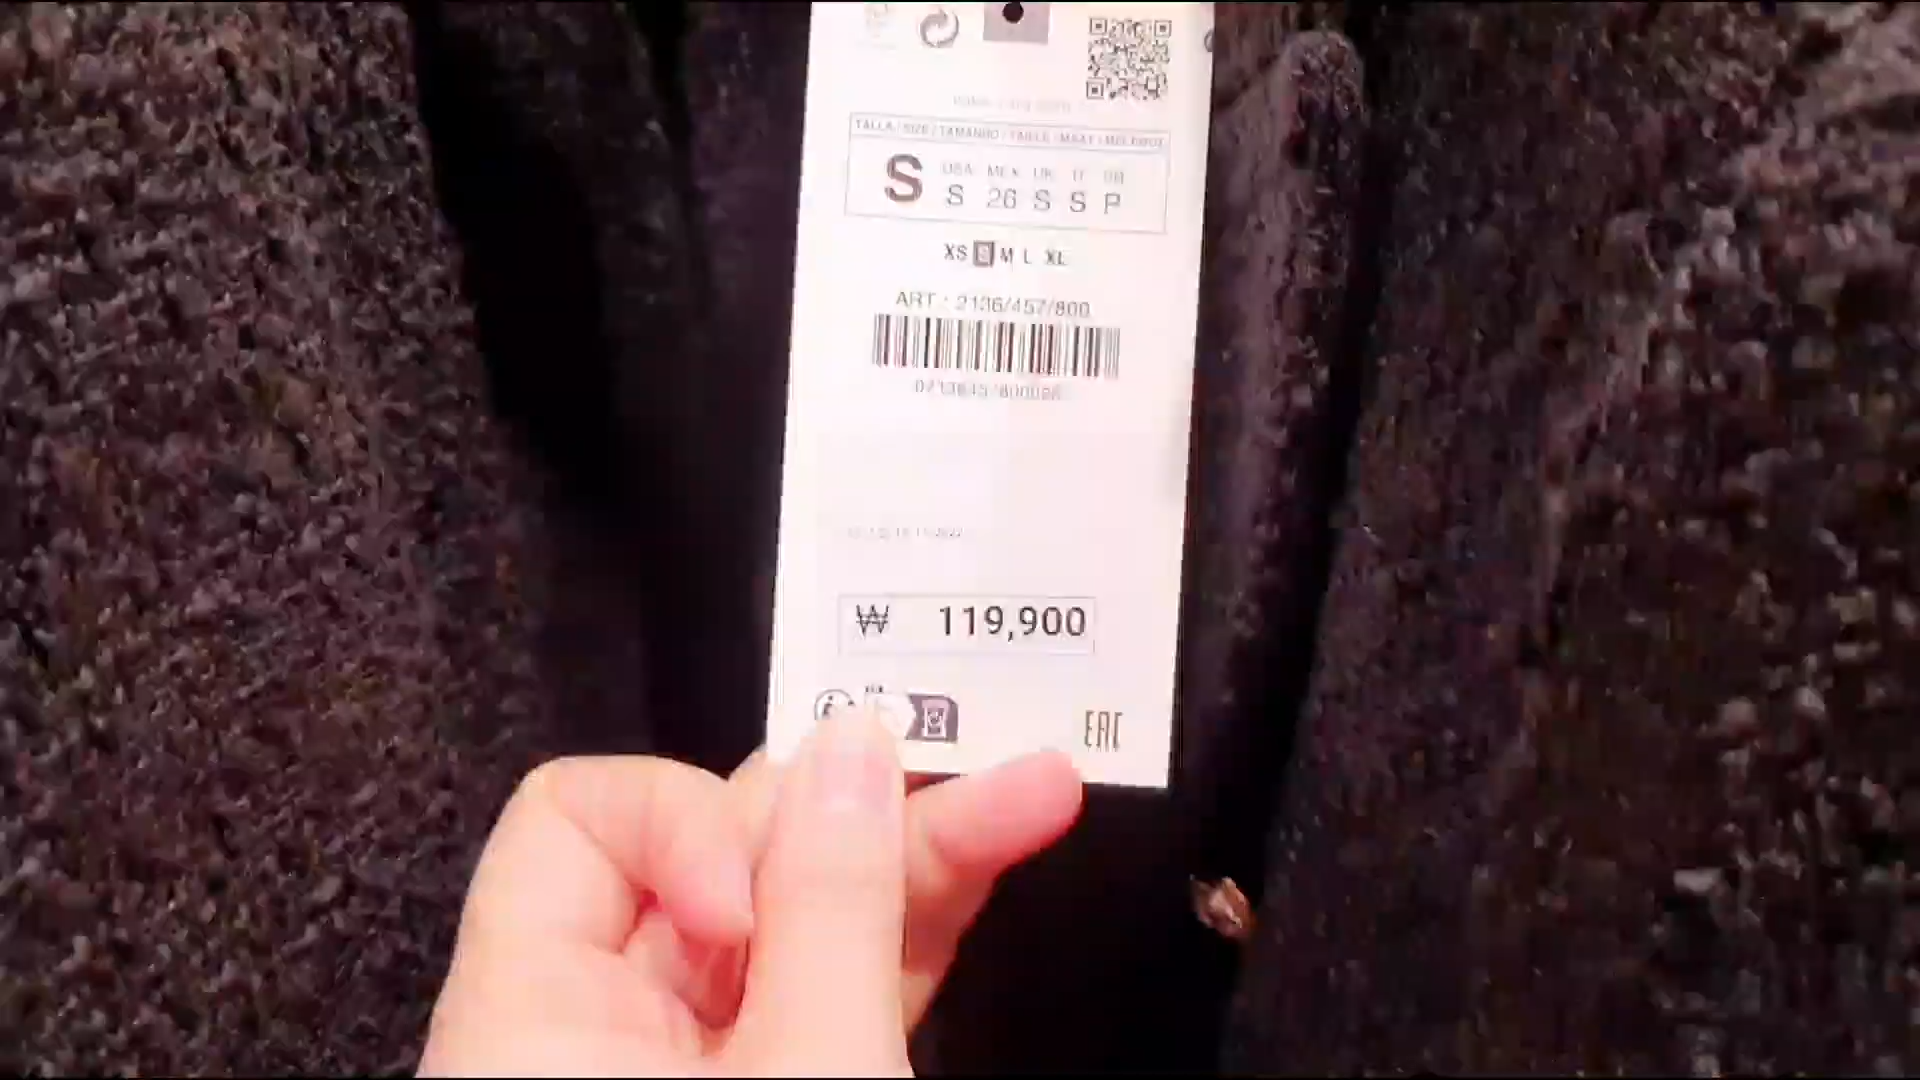 TALLA / SIZE / TAMANHO / TAILLE / MAAT /
S
USA MEX UK IT BR
S 26 S S P
XS S M L XL
ART.: 2136/457/800
₩ 119,900
EAC